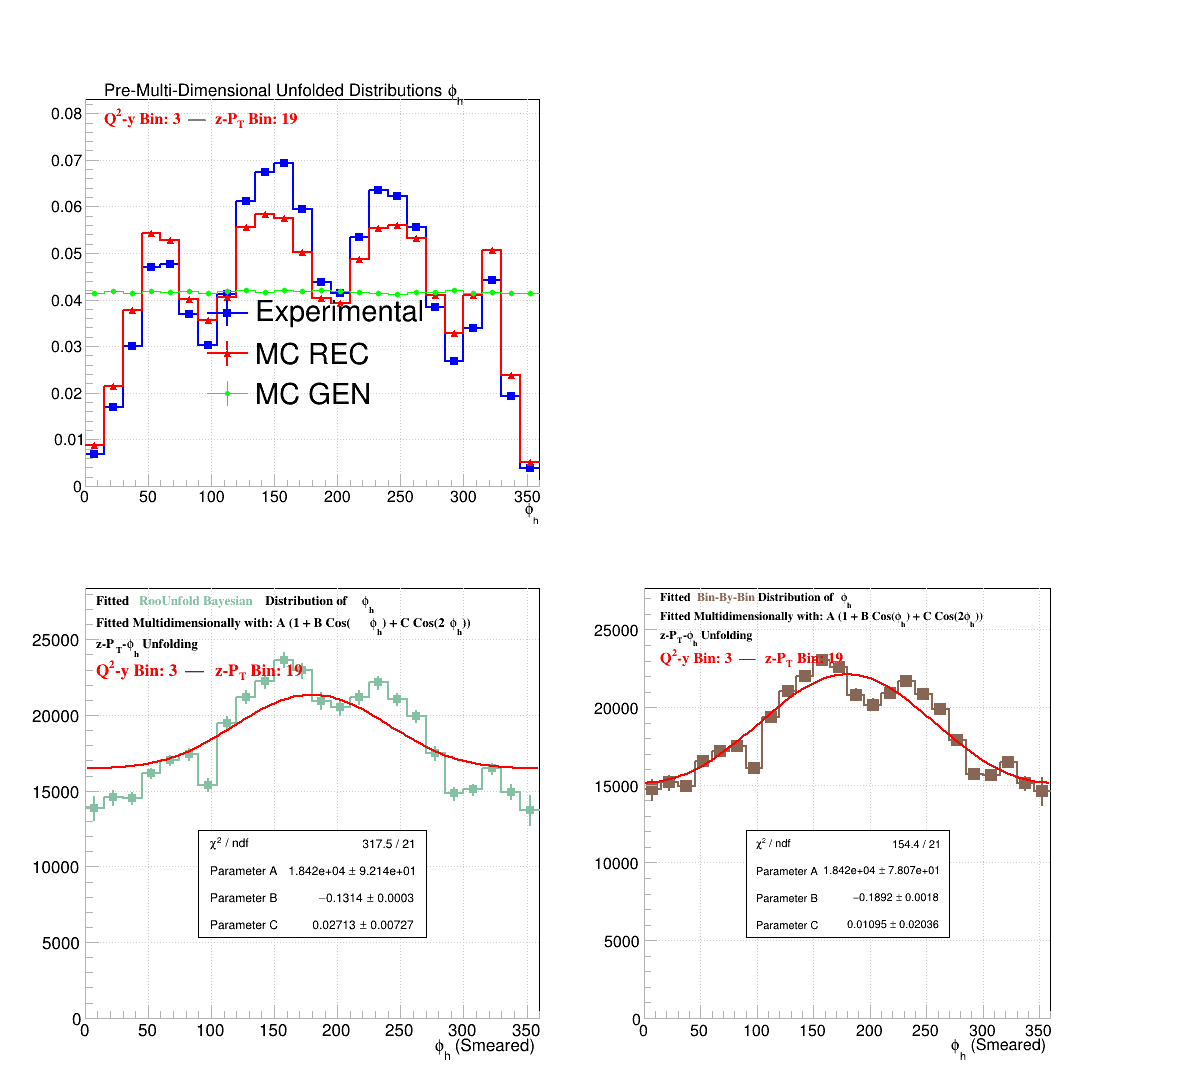 Pre-Multi-Dimensional Unfolded Distributions ϕh
Q²-y Bin: 3 — z-PT Bin: 19
0.08
0.07
0.06
0.05
0.04
0.03
0.02
0.01
0
Experimental
MC REC
MC GEN
0 50 100 150 200 250 300 350
ϕh
Fitted RooUnfold Bayesian Distribution of ϕh
Fitted Multidimensionally with: A (1 + B Cos( ϕh) + C Cos(2 ϕh))
z-PT-ϕh Unfolding
Q²-y Bin: 3 — z-PT Bin: 19
25000
20000
15000
10000
5000
0
χ² / ndf 317.5 / 21
Parameter A 1.842e+04 ± 9.214e+01
Parameter B −0.1314 ± 0.0003
Parameter C 0.02713 ± 0.00727
0 50 100 150 200 250 300 350
ϕh (Smeared)
Fitted Bin-By-Bin Distribution of ϕh
Fitted Multidimensionally with: A (1 + B Cos(ϕh) + C Cos(2ϕh))
z-PT-ϕh Unfolding
Q²-y Bin: 3 — z-PT Bin: 19
25000
20000
15000
10000
5000
0
χ² / ndf 154.4 / 21
Parameter A 1.842e+04 ± 7.807e+01
Parameter B −0.1892 ± 0.0018
Parameter C 0.01095 ± 0.02036
0 50 100 150 200 250 300 350
ϕh (Smeared)